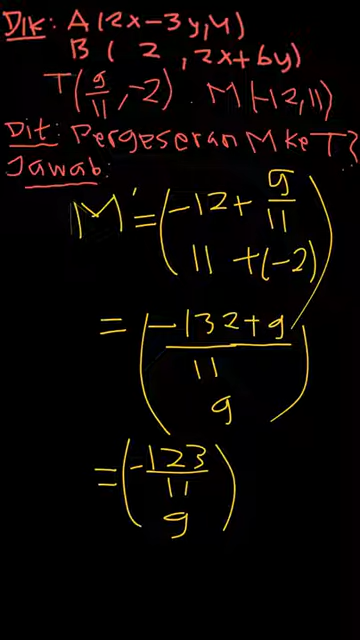 Dik: A(2x-3y,4)
B( 2 , 2x+6y)
T(9/11, -2). M(-12,11)
Dit: Pergeseran M ke T?
Jawab:
M' = (-12 + 9/11
11 + (-2))
= (-132+9/11
9)
= (-123/11
9)